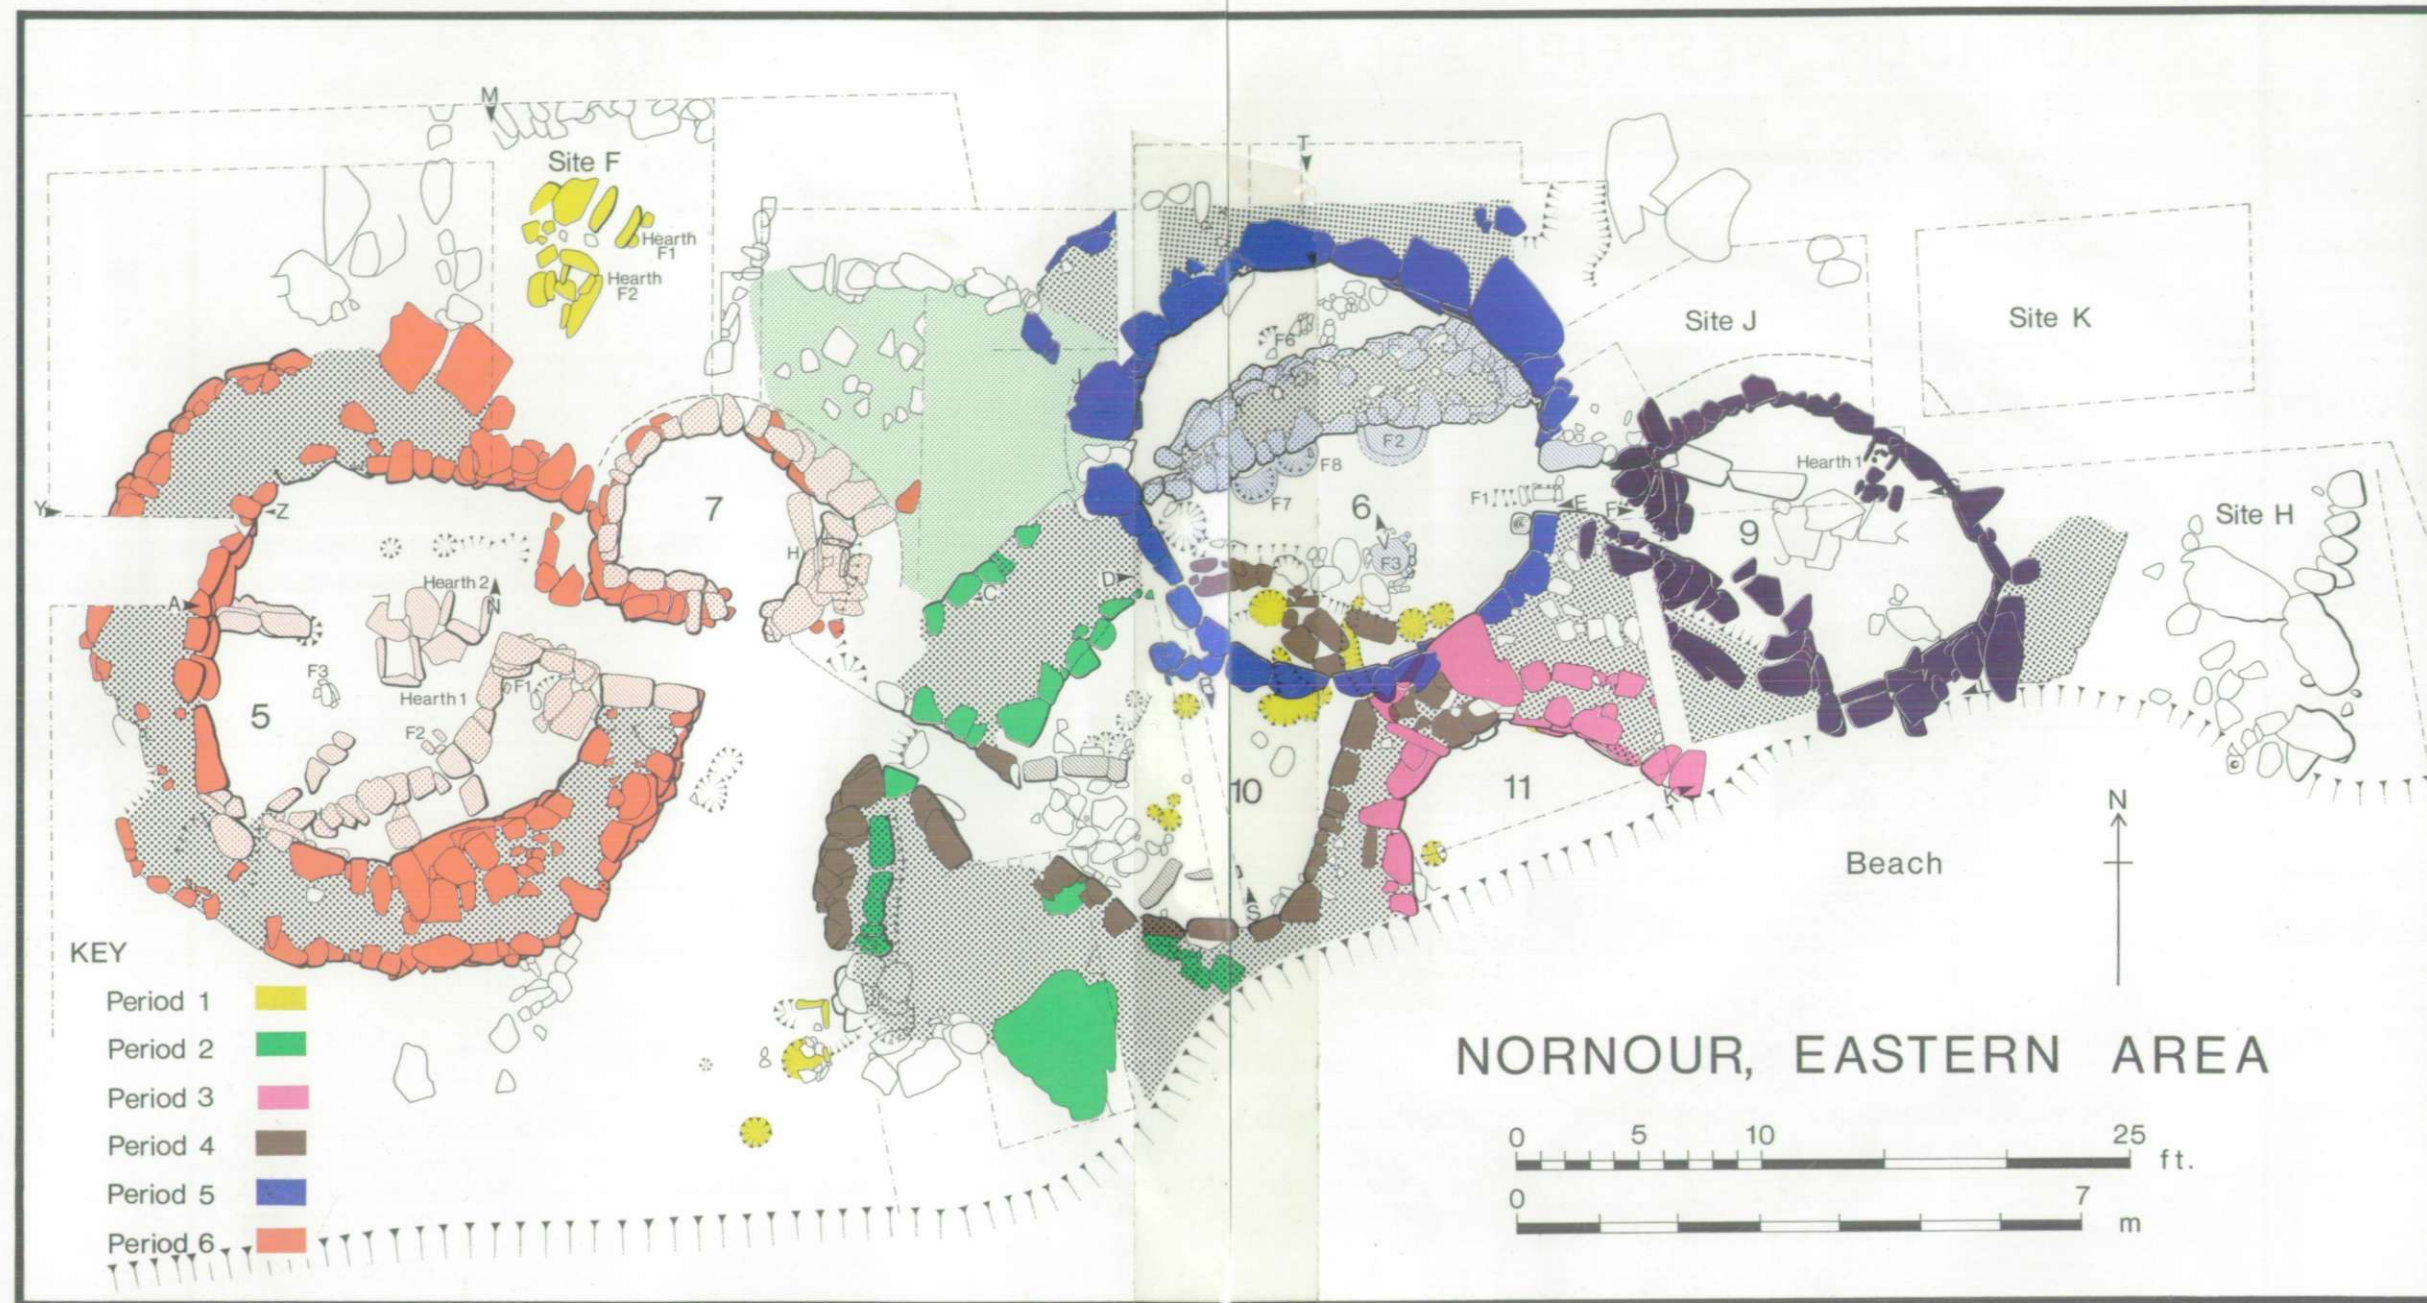 M
T
Site F
Hearth
F1
Hearth
F2
Site J
Site K
F6
J
F2
F8
F7
Hearth 1
G
Y
Z
7
6
F1
E
F
9
Site H
H
F3
D
C
Hearth 2
N
A
F3
Hearth 1
F1
F2
5
B
L
10
11
K
S
N
Beach
KEY
Period 1
Period 2
Period 3
Period 4
Period 5
Period 6
NORNOUR, EASTERN AREA
0 5 10 25
ft.
0 7
m